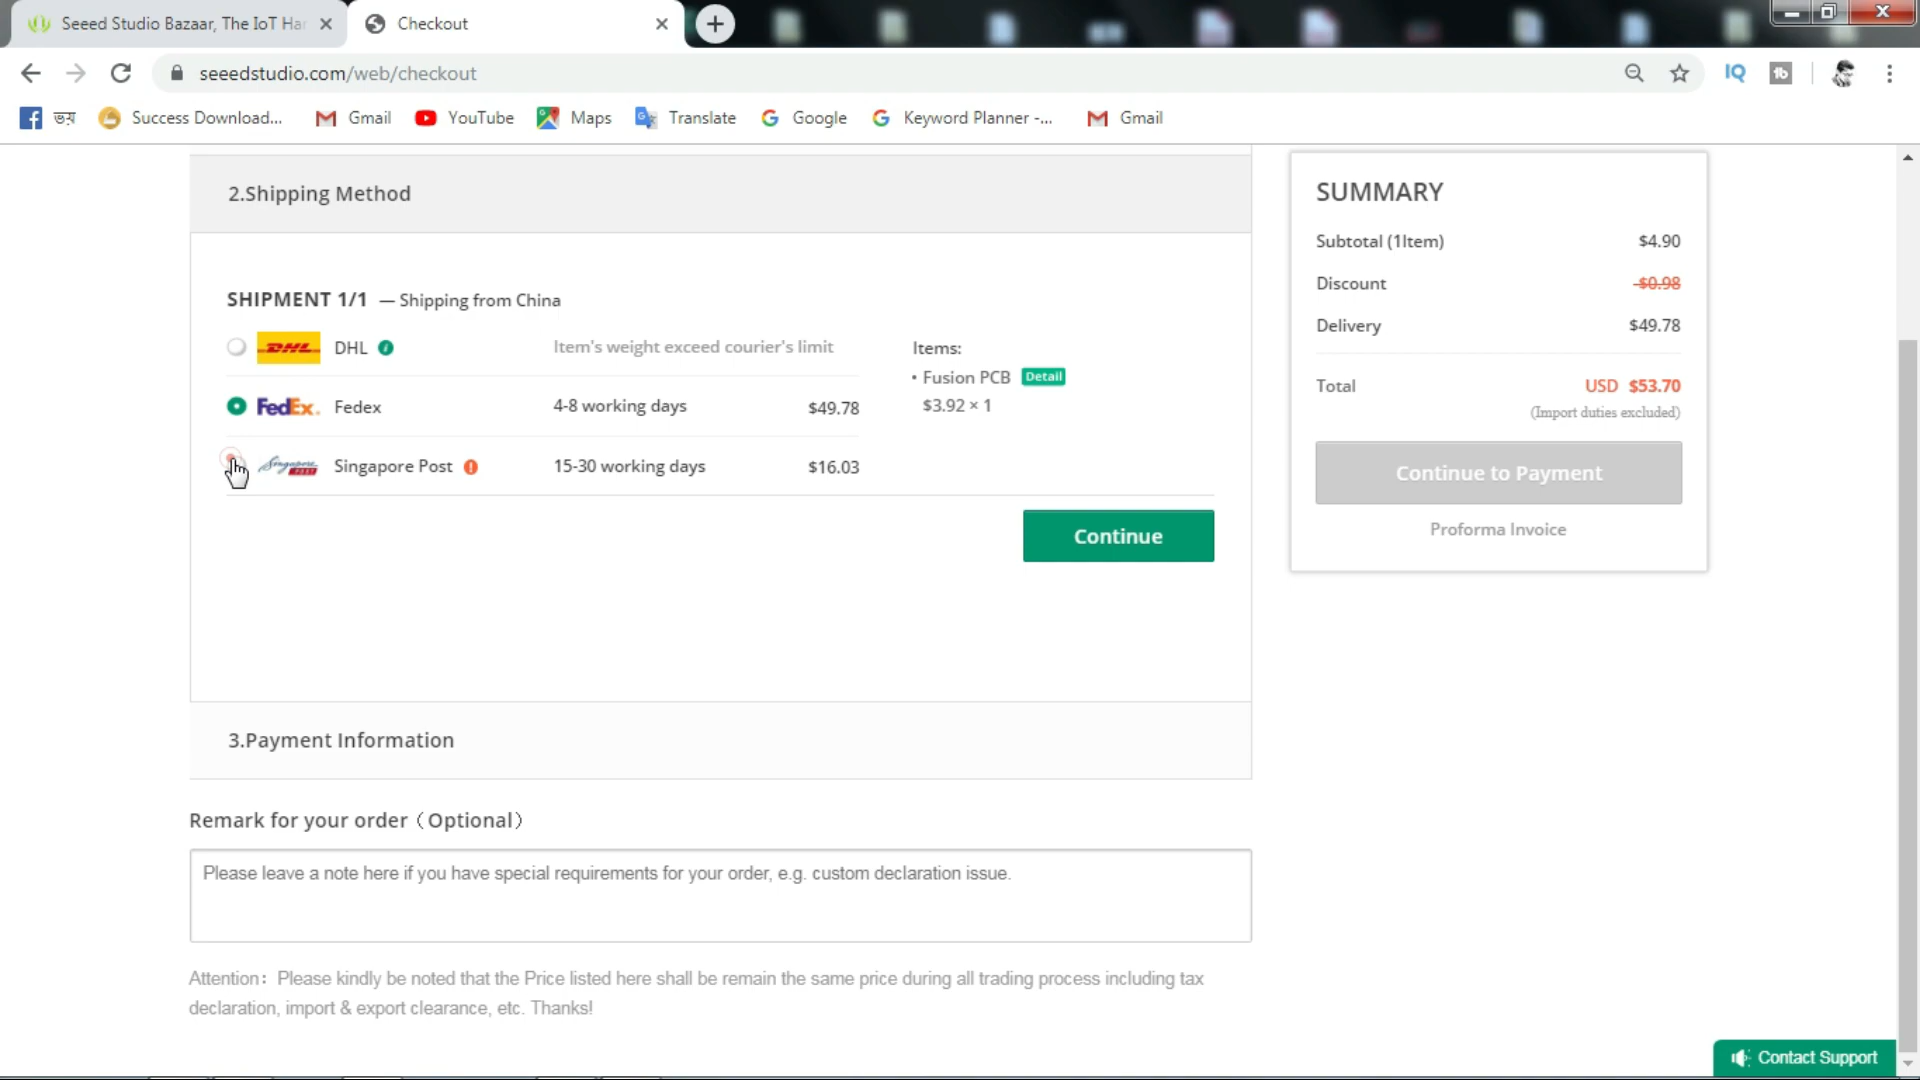 Seeed Studio Bazaar, The IoT Har
Checkout
seeedstudio.com/web/checkout
IQ
tb
ভয়
Success Download...
Gmail
YouTube
Maps
Translate
Google
Keyword Planner -...
Gmail
2.Shipping Method
SHIPMENT 1/1 — Shipping from China
DHL DHL Item's weight exceed courier's limit
FedEx. Fedex 4-8 working days $49.78
Singapore POST Singapore Post 15-30 working days $16.03
Items:
• Fusion PCB Detail
$3.92 × 1
Continue
3.Payment Information
Remark for your order（Optional）
Please leave a note here if you have special requirements for your order, e.g. custom declaration issue.
Attention：Please kindly be noted that the Price listed here shall be remain the same price during all trading process including tax
declaration, import & export clearance, etc. Thanks!
SUMMARY
Subtotal (1Item) $4.90
Discount -$0.98
Delivery $49.78
Total USD $53.70
(Import duties excluded)
Continue to Payment
Proforma Invoice
Contact Support